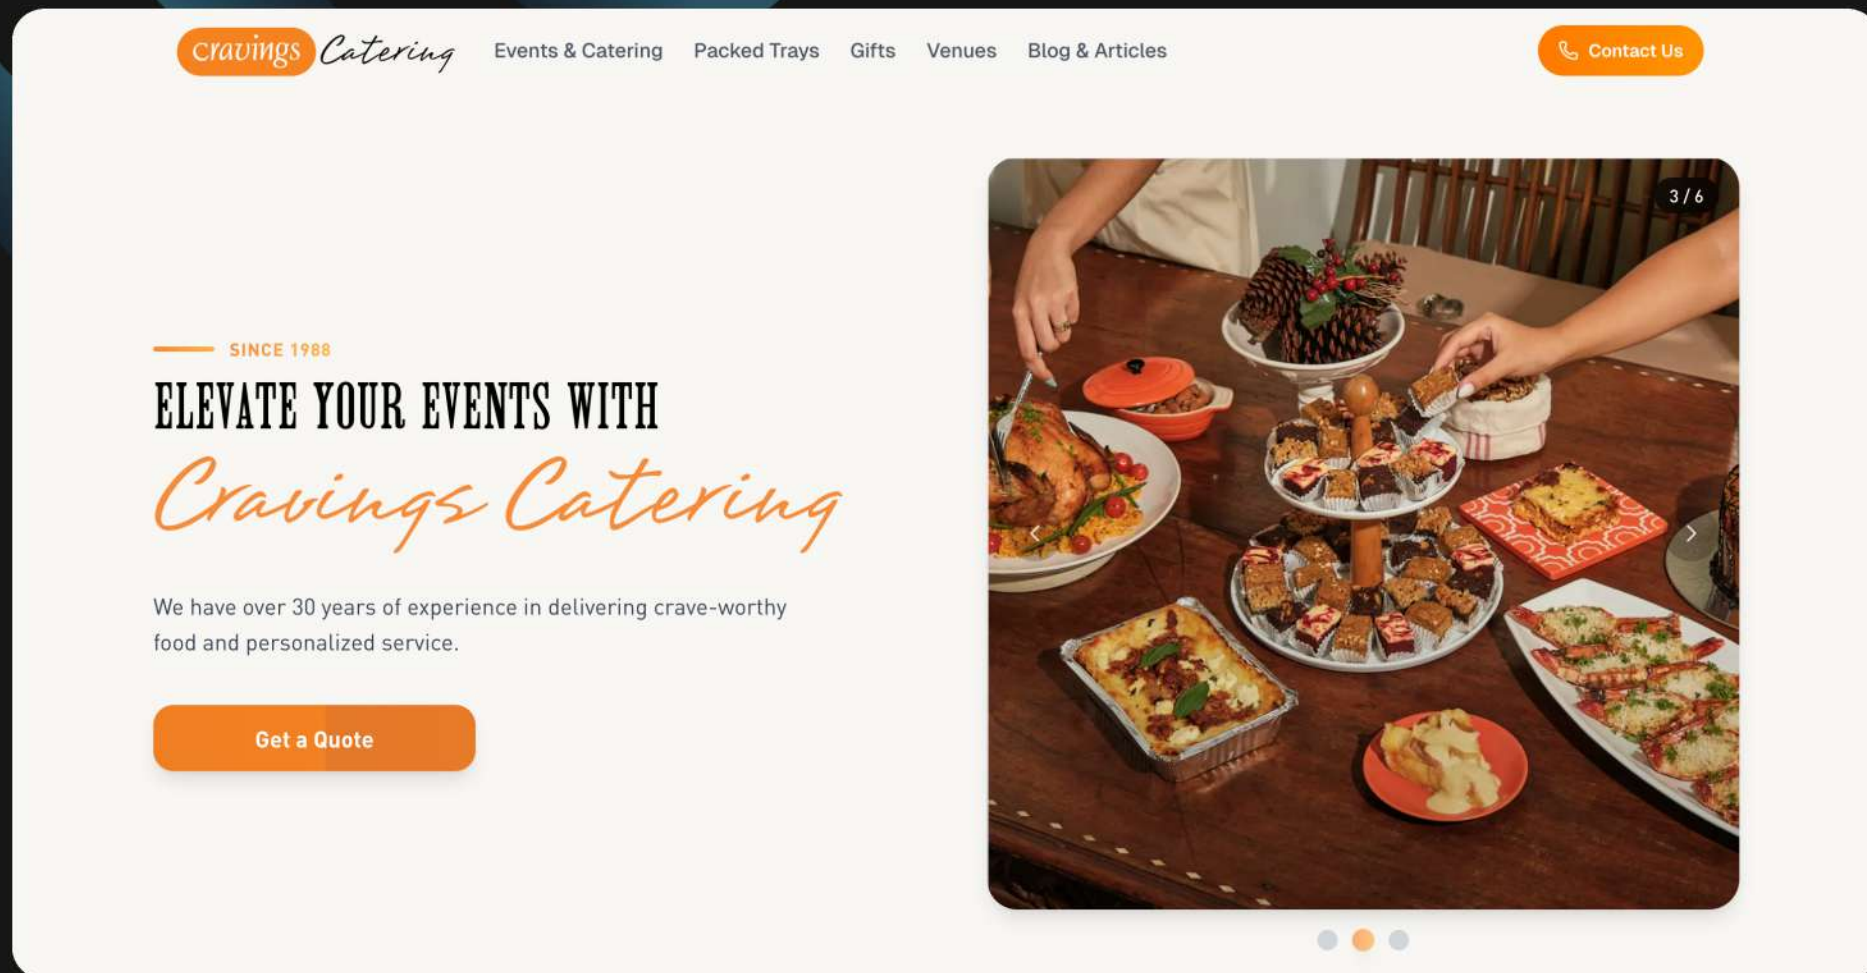 cravings Catering
Events & Catering
Packed Trays
Gifts
Venues
Blog & Articles
Contact Us
3 / 6
SINCE 1988
ELEVATE YOUR EVENTS WITH
Cravings Catering
We have over 30 years of experience in delivering crave-worthy
food and personalized service.
Get a Quote